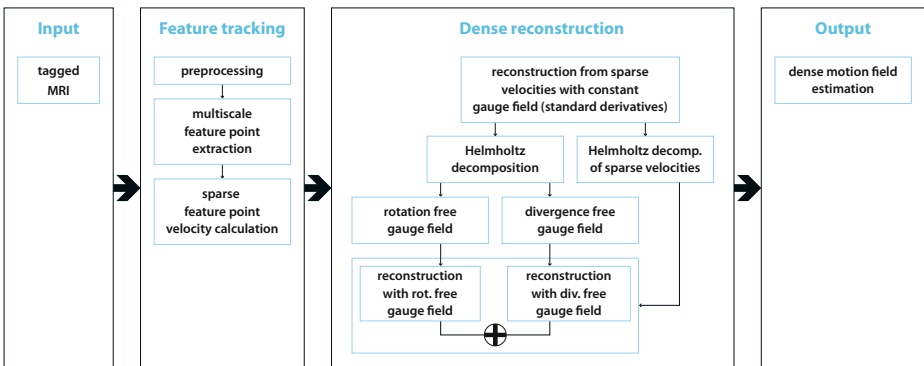 Input
tagged
MRI
Feature tracking
preprocessing
multiscale
feature point
extraction
sparse
feature point
velocity calculation
Dense reconstruction
reconstruction from sparse
velocities with constant
gauge field (standard derivatives)
Helmholtz
decomposition
Helmholtz decomp.
of sparse velocities
rotation free
gauge field
divergence free
gauge field
reconstruction
with rot. free
gauge field
reconstruction
with div. free
gauge field
Output
dense motion field
estimation